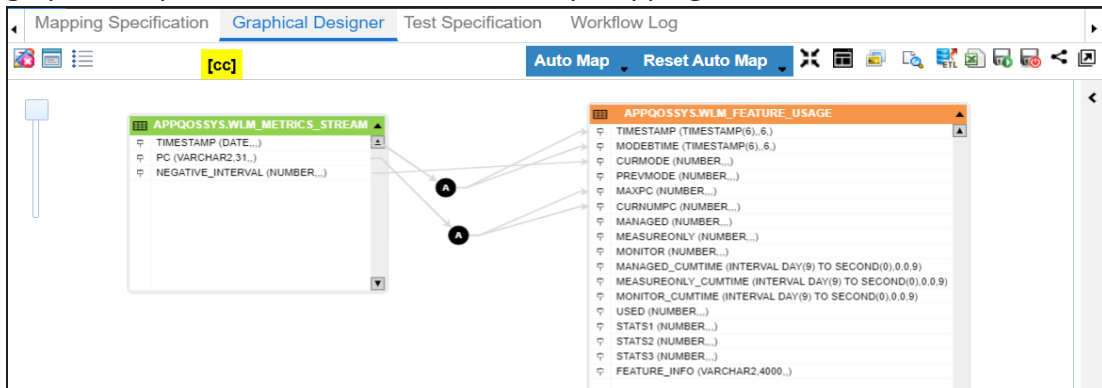 Mapping Specification Graphical Designer Test Specification Workflow Log
[cc] Auto Map Reset Auto Map ETL
APPQOSSYS.WLM_METRICS_STREAM
TIMESTAMP (DATE,,,)
PC (VARCHAR2,31,,)
NEGATIVE_INTERVAL (NUMBER,,,)
A
A
APPQOSSYS.WLM_FEATURE_USAGE
TIMESTAMP (TIMESTAMP(6),,6,)
MODEBTIME (TIMESTAMP(6),,6,)
CURMODE (NUMBER,,,)
PREVMODE (NUMBER,,,)
MAXPC (NUMBER,,,)
CURNUMPC (NUMBER,,,)
MANAGED (NUMBER,,,)
MEASUREONLY (NUMBER,,,)
MONITOR (NUMBER,,,)
MANAGED_CUMTIME (INTERVAL DAY(9) TO SECOND(0),0,0,9)
MEASUREONLY_CUMTIME (INTERVAL DAY(9) TO SECOND(0),0,0,9)
MONITOR_CUMTIME (INTERVAL DAY(9) TO SECOND(0),0,0,9)
USED (NUMBER,,,)
STATS1 (NUMBER,,,)
STATS2 (NUMBER,,,)
STATS3 (NUMBER,,,)
FEATURE_INFO (VARCHAR2,4000,,)